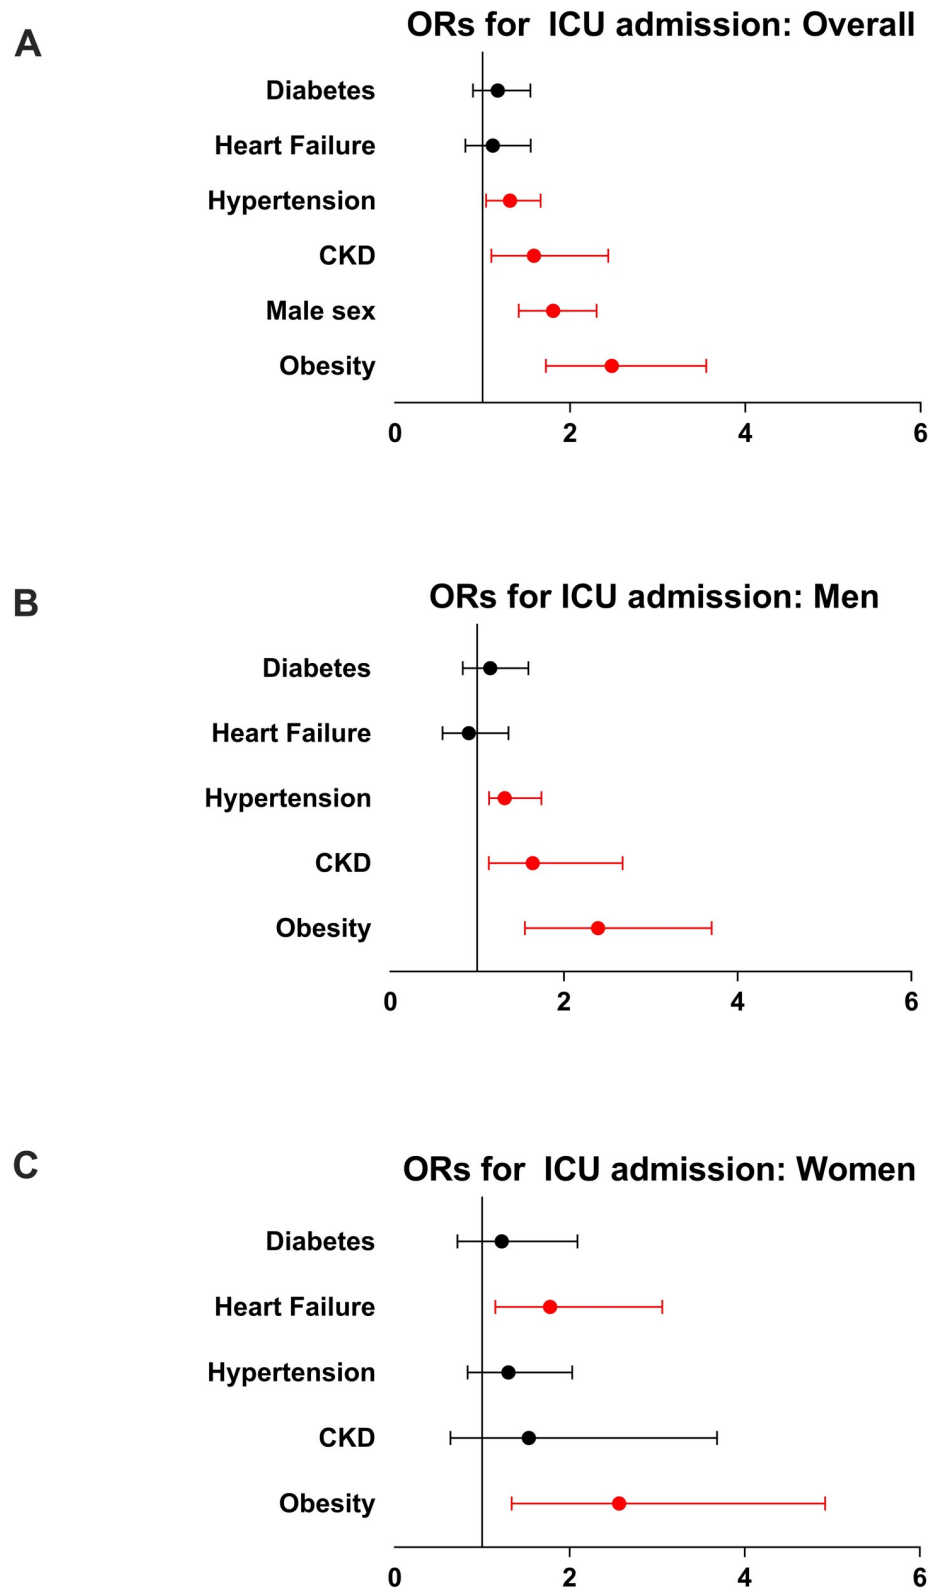 A
ORs for  ICU admission: Overall
Diabetes
Heart Failure
Hypertension
CKD
Male sex
Obesity
0 2 4 6
B
ORs for ICU admission: Men
Diabetes
Heart Failure
Hypertension
CKD
Obesity
0 2 4 6
C
ORs for  ICU admission: Women
Diabetes
Heart Failure
Hypertension
CKD
Obesity
0 2 4 6